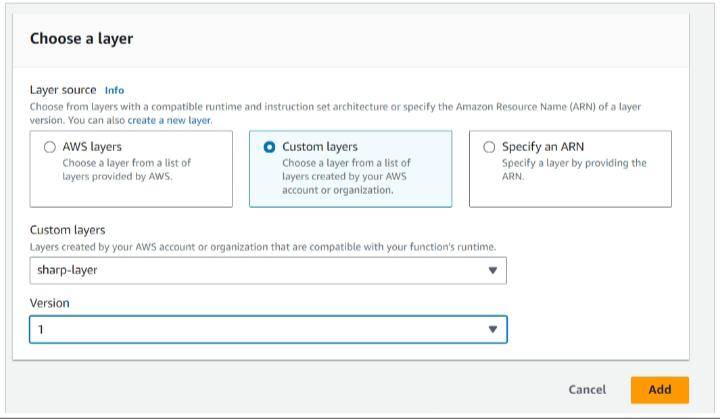 Choose a layer
Layer source Info
Choose from layers with a compatible runtime and instruction set architecture or specify the Amazon Resource Name (ARN) of a layer
version. You can also create a new layer.
AWS layers
Choose a layer from a list of
layers provided by AWS.
Custom layers
Choose a layer from a list of
layers created by your AWS
account or organization.
Specify an ARN
Specify a layer by providing the
ARN.
Custom layers
Layers created by your AWS account or organization that are compatible with your function's runtime.
sharp-layer
Version
1
Cancel Add